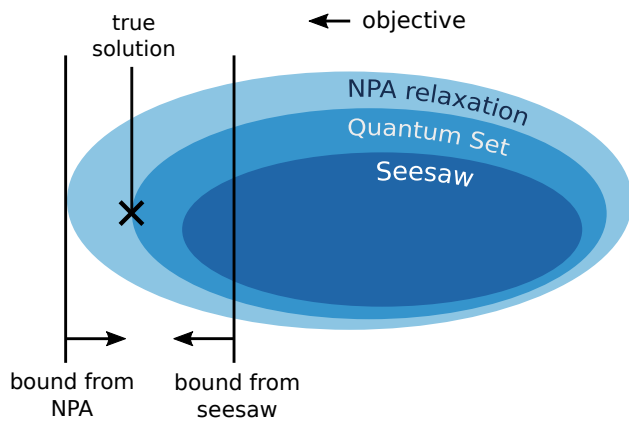 true
solution
objective
NPA relaxation
Quantum Set
Seesaw
bound from
NPA
bound from
seesaw